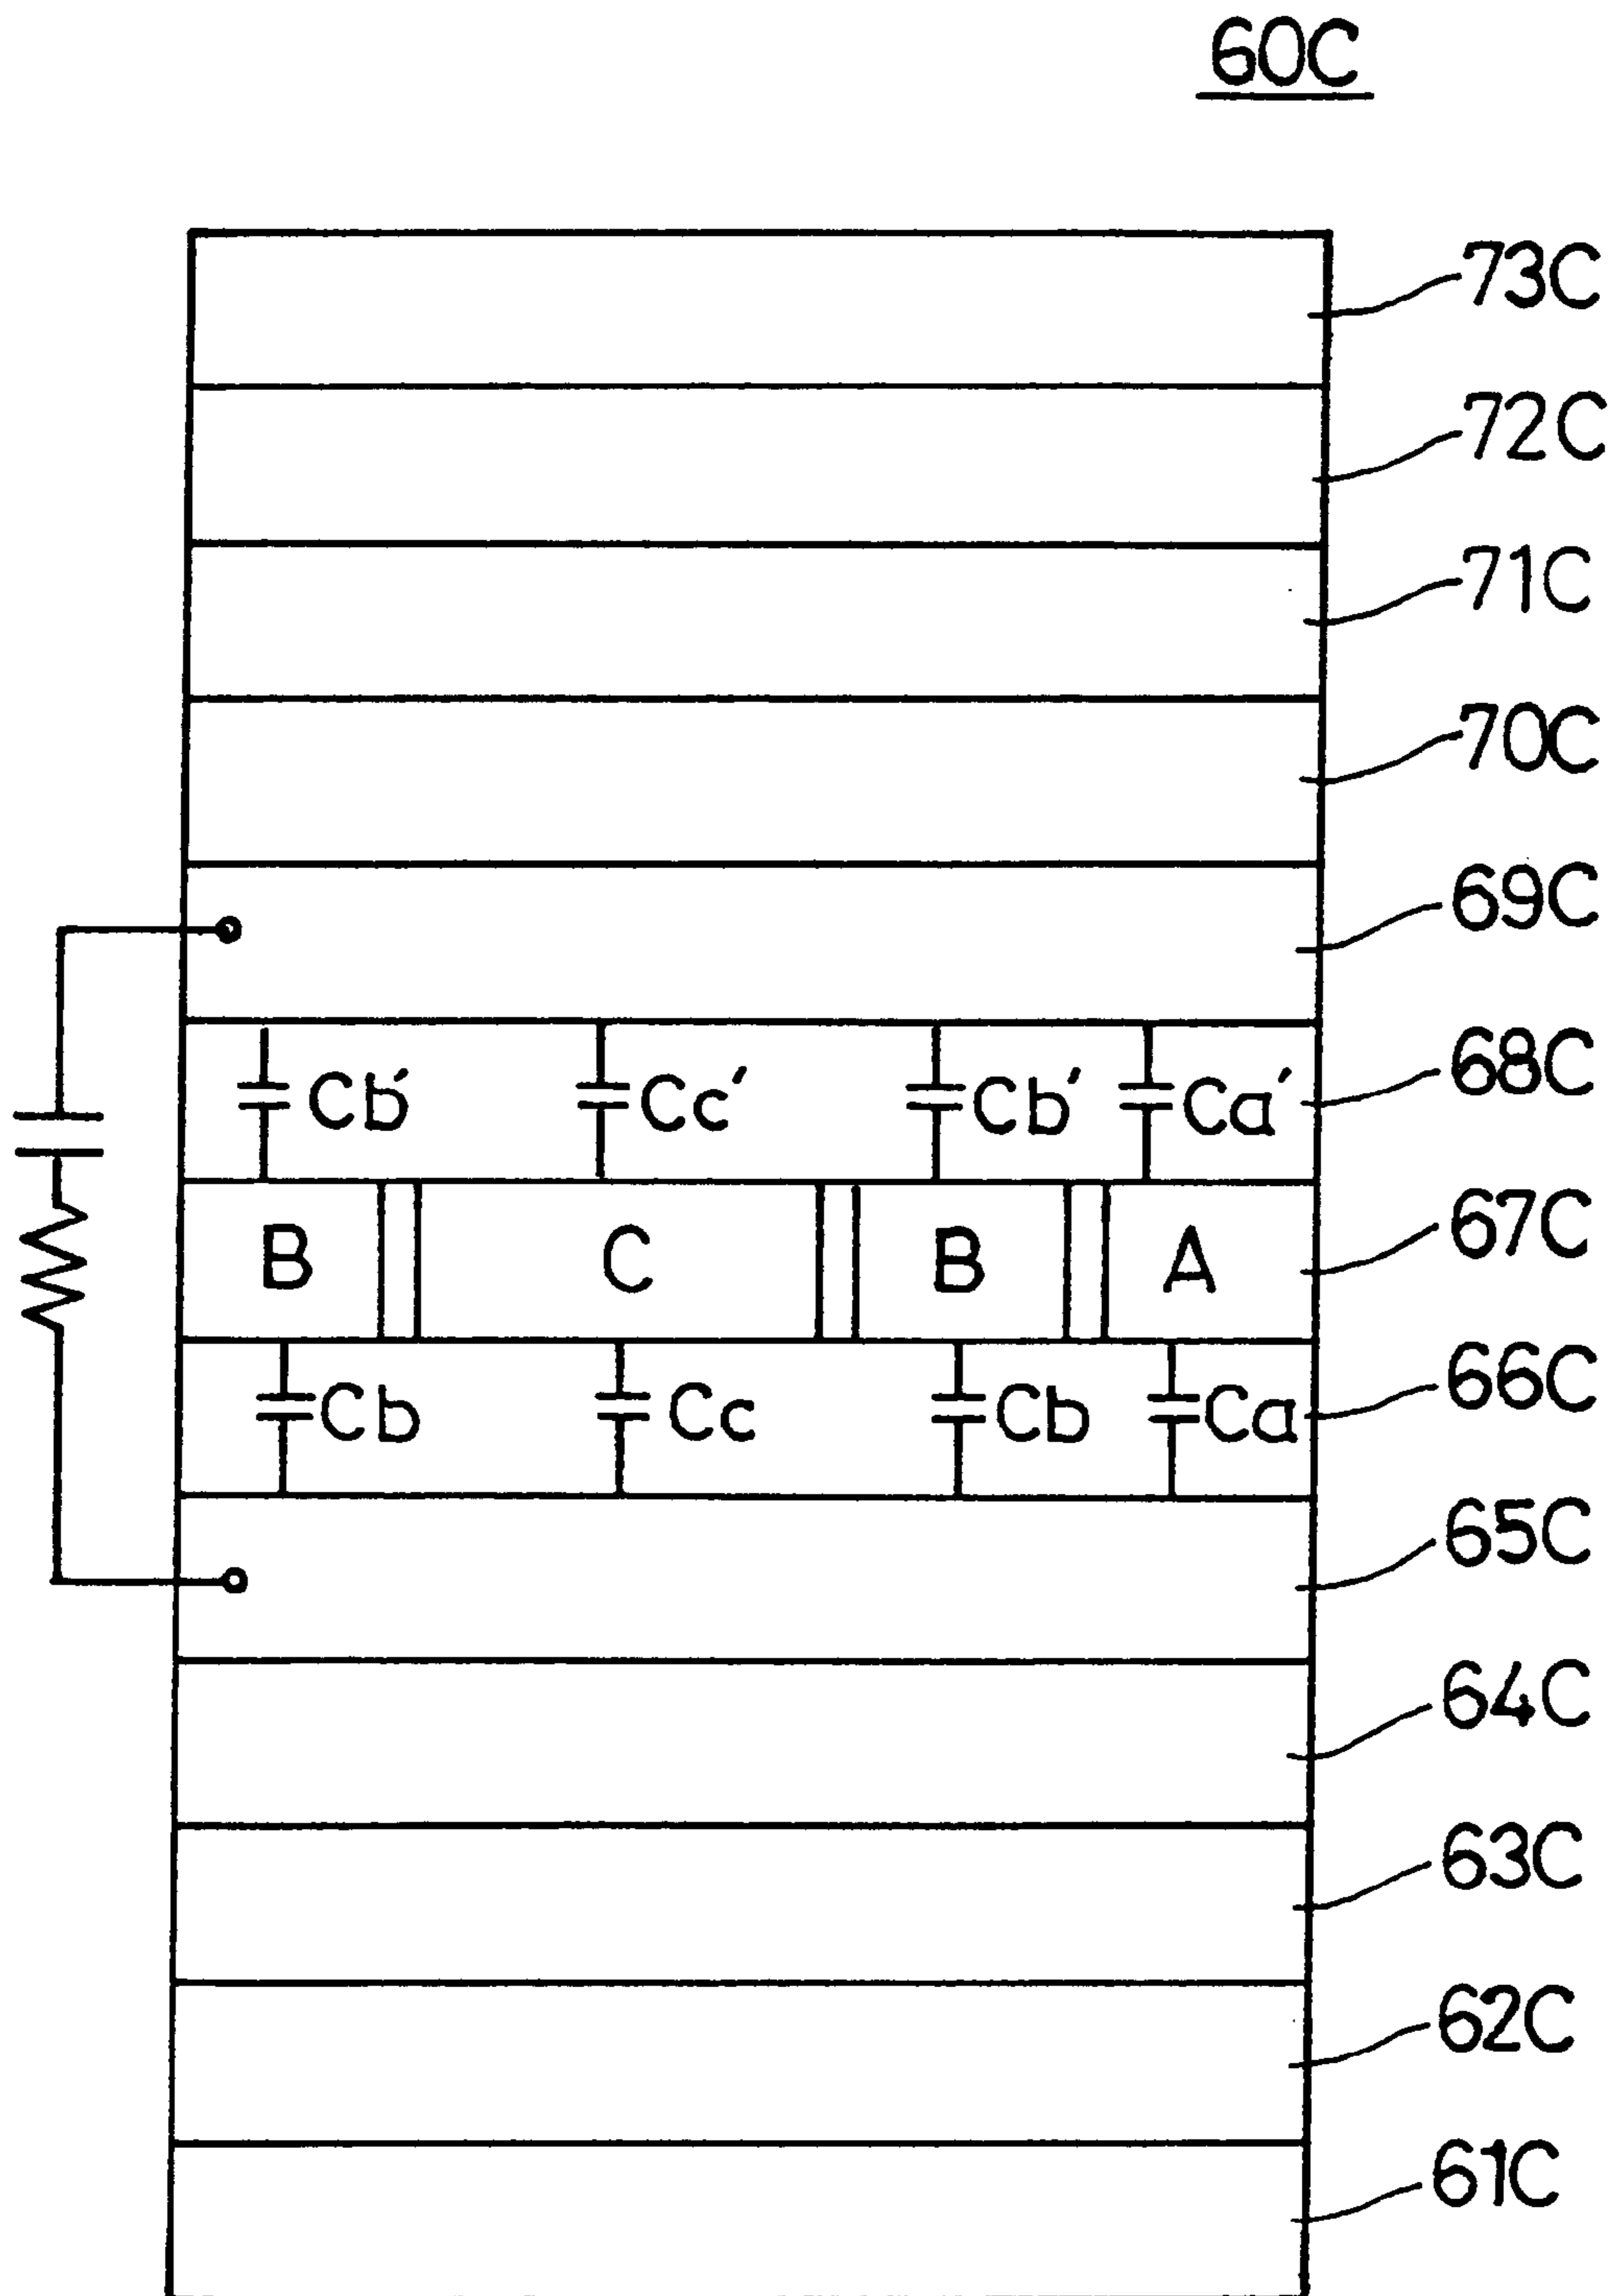 60C
73C
72C
71C
70C
69C
Cb' Cc' Cb' Ca' 68C
B C B A 67C
Cb Cc Cb Ca 66C
65C
64C
63C
62C
61C